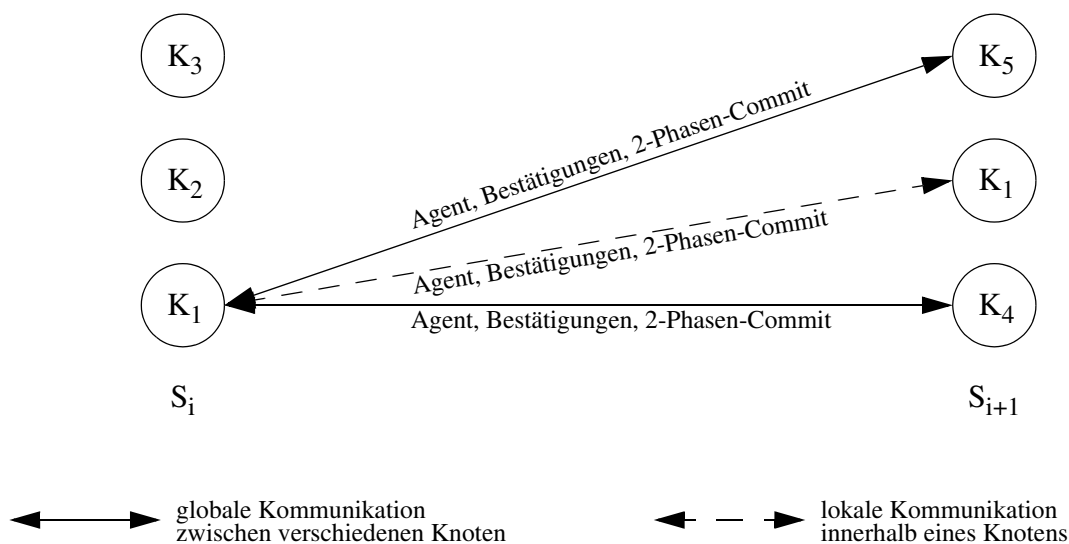 K3
K5
Agent, Bestätigungen, 2-Phasen-Commit
K2
K1
Agent, Bestätigungen, 2-Phasen-Commit
K1
K4
Agent, Bestätigungen, 2-Phasen-Commit
Si
Si+1
globale Kommunikation
zwischen verschiedenen Knoten
lokale Kommunikation
innerhalb eines Knotens